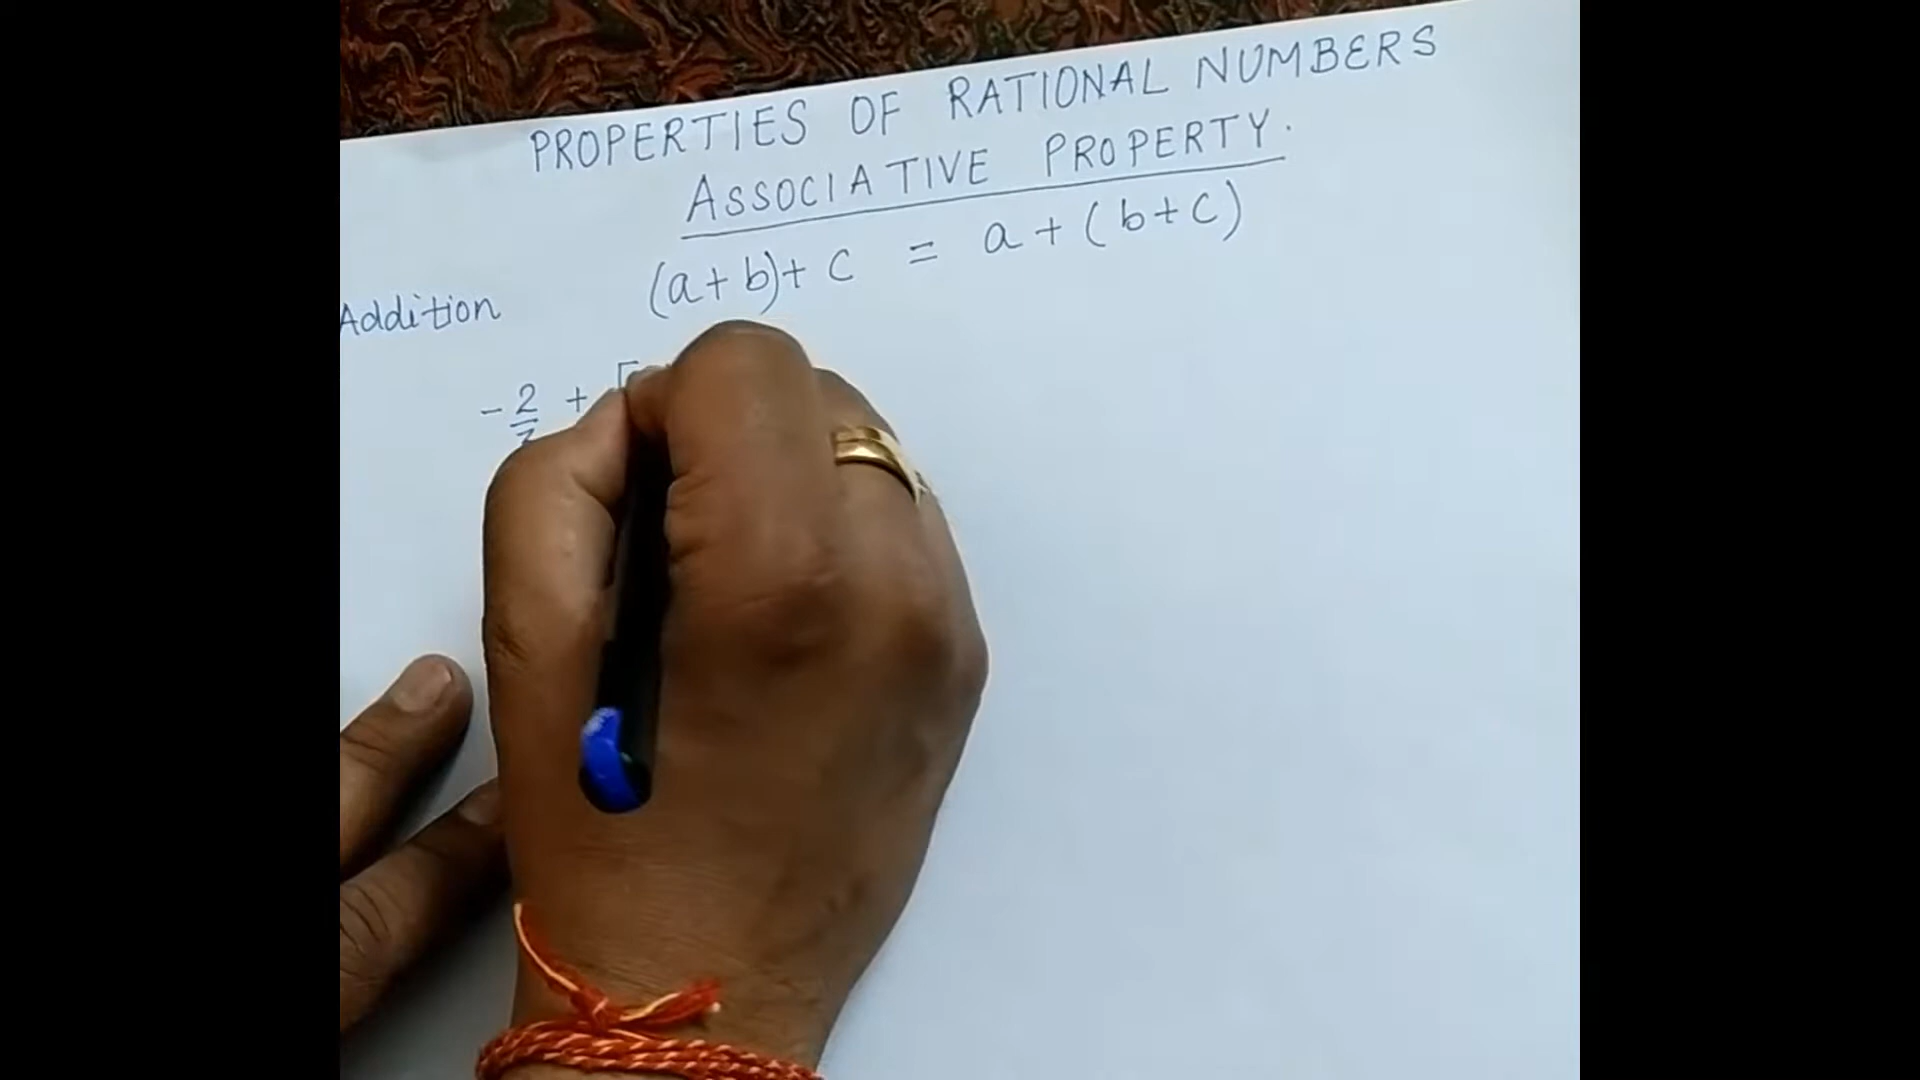 PROPERTIES OF RATIONAL NUMBERS
ASSOCIATIVE PROPERTY.
Addition (a+b)+c = a+(b+c)
-2 + [